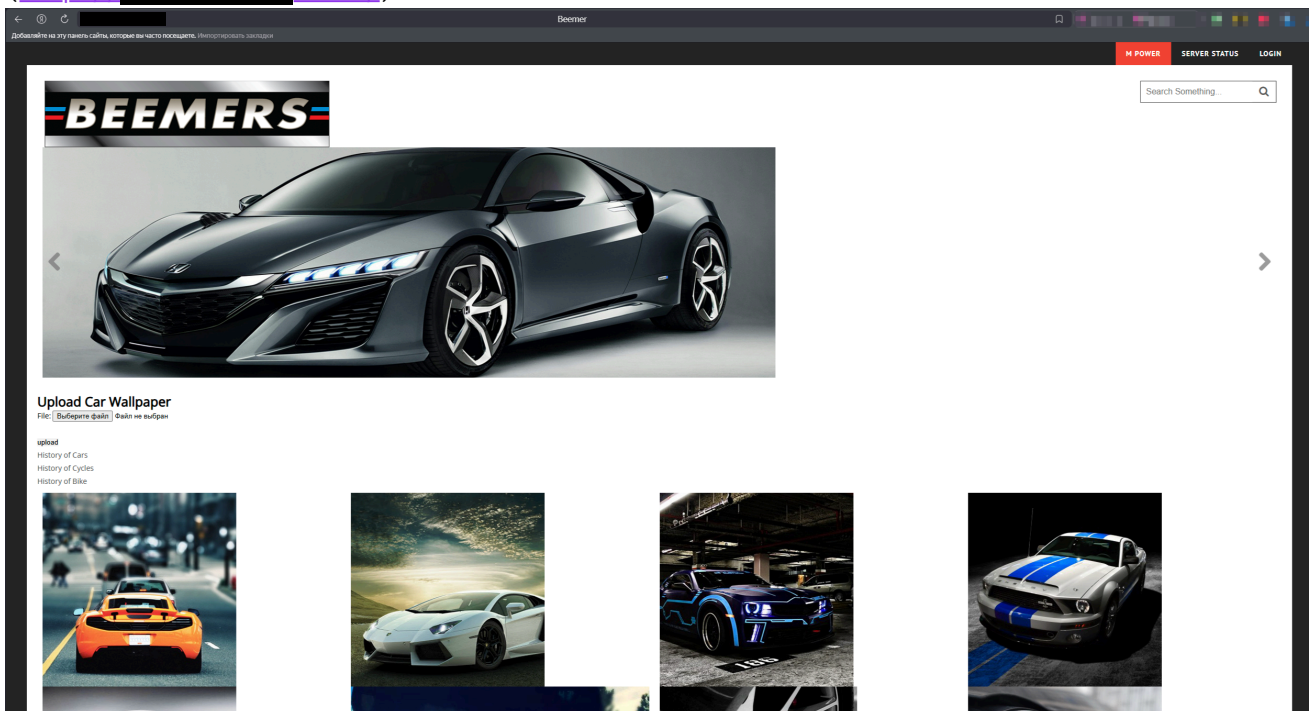 Beemer
Добавляйте на эту панель сайты, которые вы часто посещаете. Импортировать закладки
M POWER SERVER STATUS LOGIN
Search Something...
BEEMERS
Upload Car Wallpaper
File: Выберите файл Файл не выбран
upload
History of Cars
History of Cycles
History of Bike